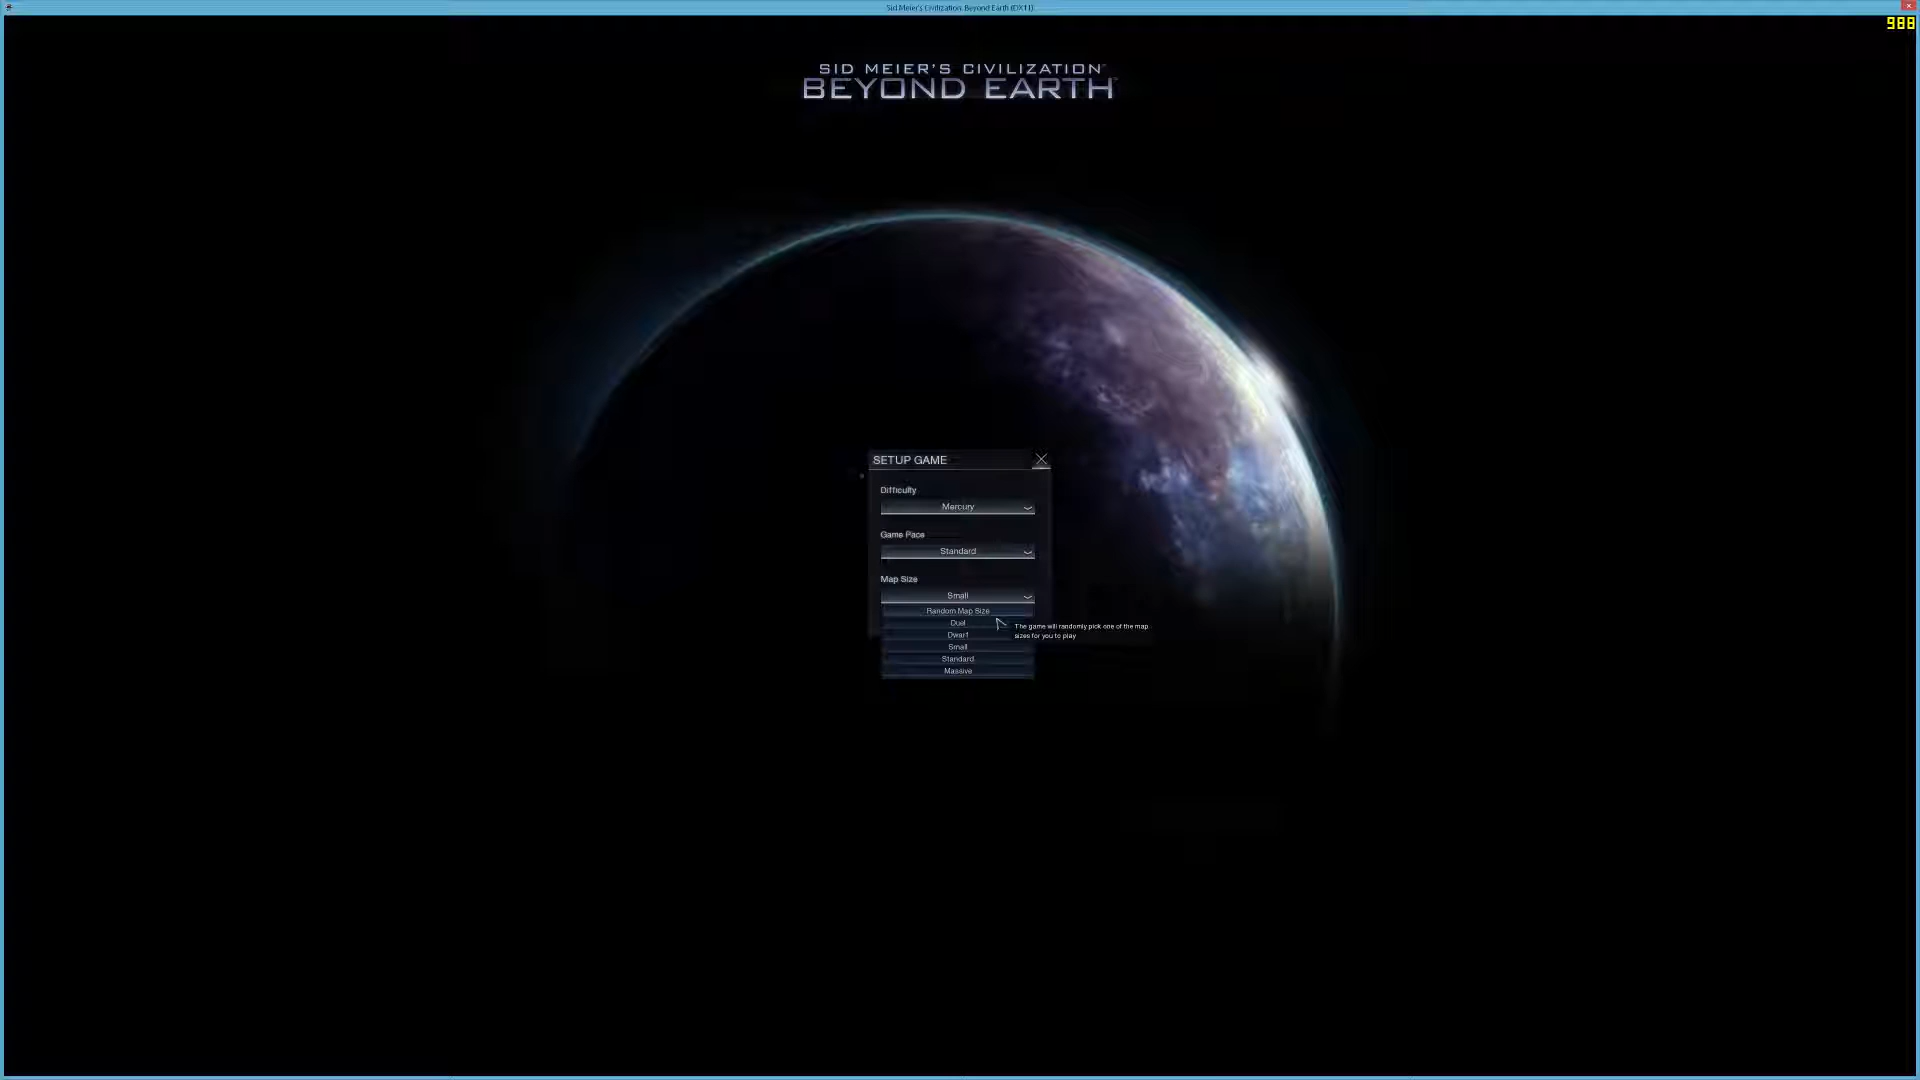 Sid Meier's Civilization: Beyond Earth (DX11)
988
SID MEIER'S CIVILIZATION
BEYOND EARTH
SETUP GAME
Difficulty
Mercury
Game Pace
Standard
Map Size
Small
Random Map Size
Duel
Dwarf
Small
Standard
Massive
The game will randomly pick one of the map
sizes for you to play